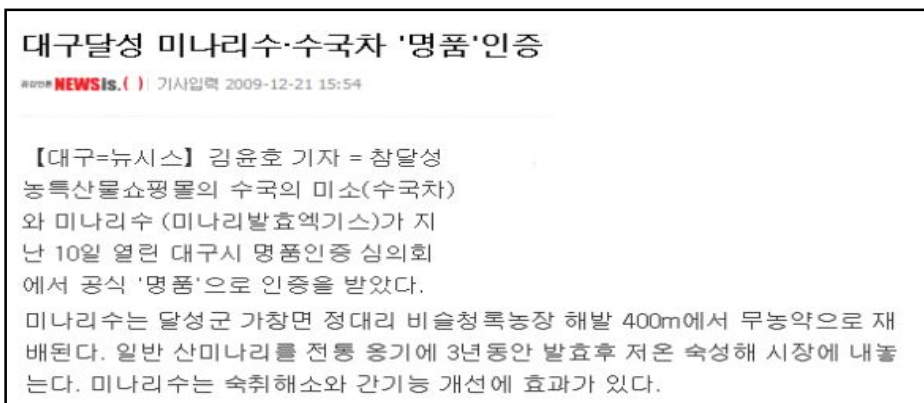 대구달성 미나리수·수국차 '명품'인증
NEWSis.( ) 기사입력 2009-12-21 15:54
【대구=뉴시스】김윤호 기자 = 참달성
농특산물쇼핑몰의 수국의 미소(수국차)
와 미나리수 (미나리발효엑기스)가 지
난 10일 열린 대구시 명품인증 심의회
에서 공식 '명품'으로 인증을 받았다.
미나리수는 달성군 가창면 정대리 비슬청록농장 해발 400m에서 무농약으로 재
배된다. 일반 산미나리를 전통 옹기에 3년동안 발효후 저온 숙성해 시장에 내놓
는다. 미나리수는 숙취해소와 간기능 개선에 효과가 있다.